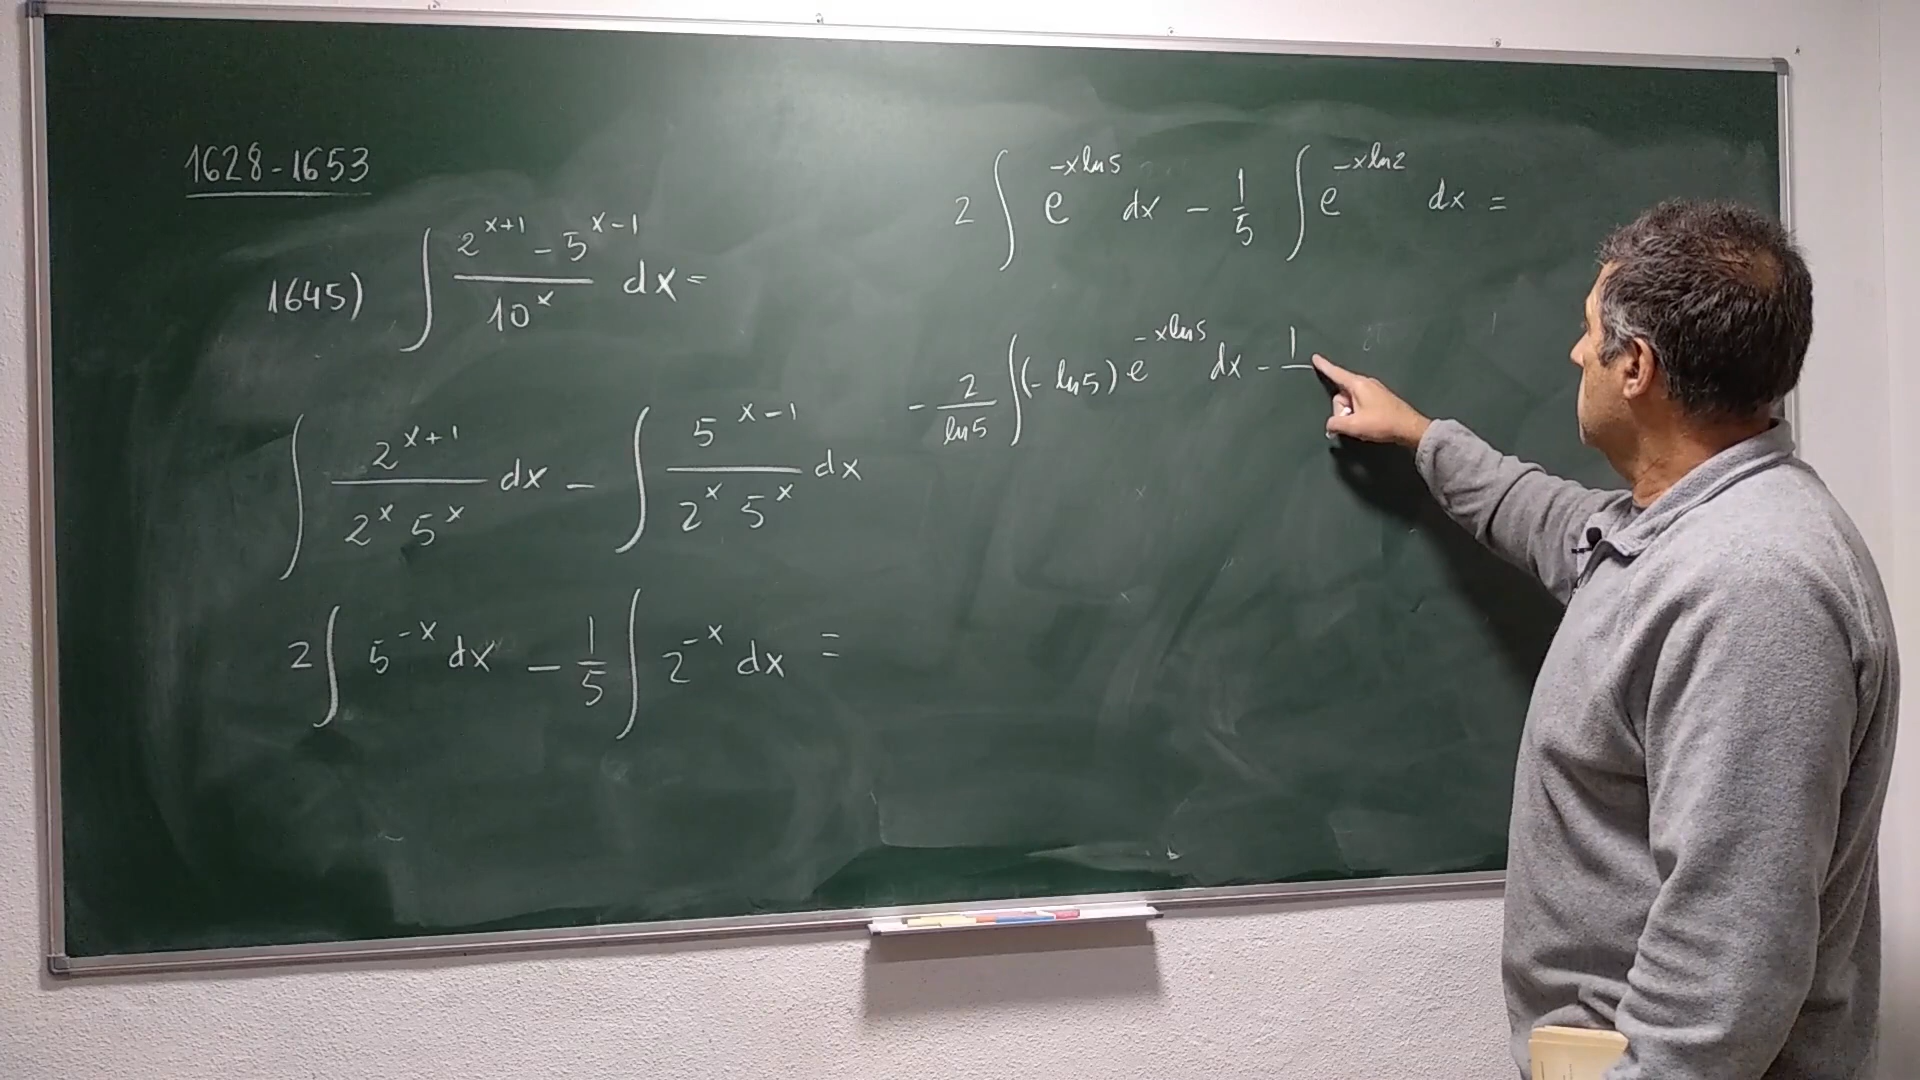 1628-1653
1645) ∫ (2^(x+1) - 5^(x-1))/10^x dx =
∫ 2^(x+1)/(2^x 5^x) dx - ∫ 5^(x-1)/(2^x 5^x) dx
2∫ 5^(-x) dx - 1/5 ∫ 2^(-x) dx =
2∫ e^(-x ln5) dx - 1/5 ∫ e^(-x ln2) dx =
-2/ln5 ∫ (-ln5) e^(-x ln5) dx - 1/